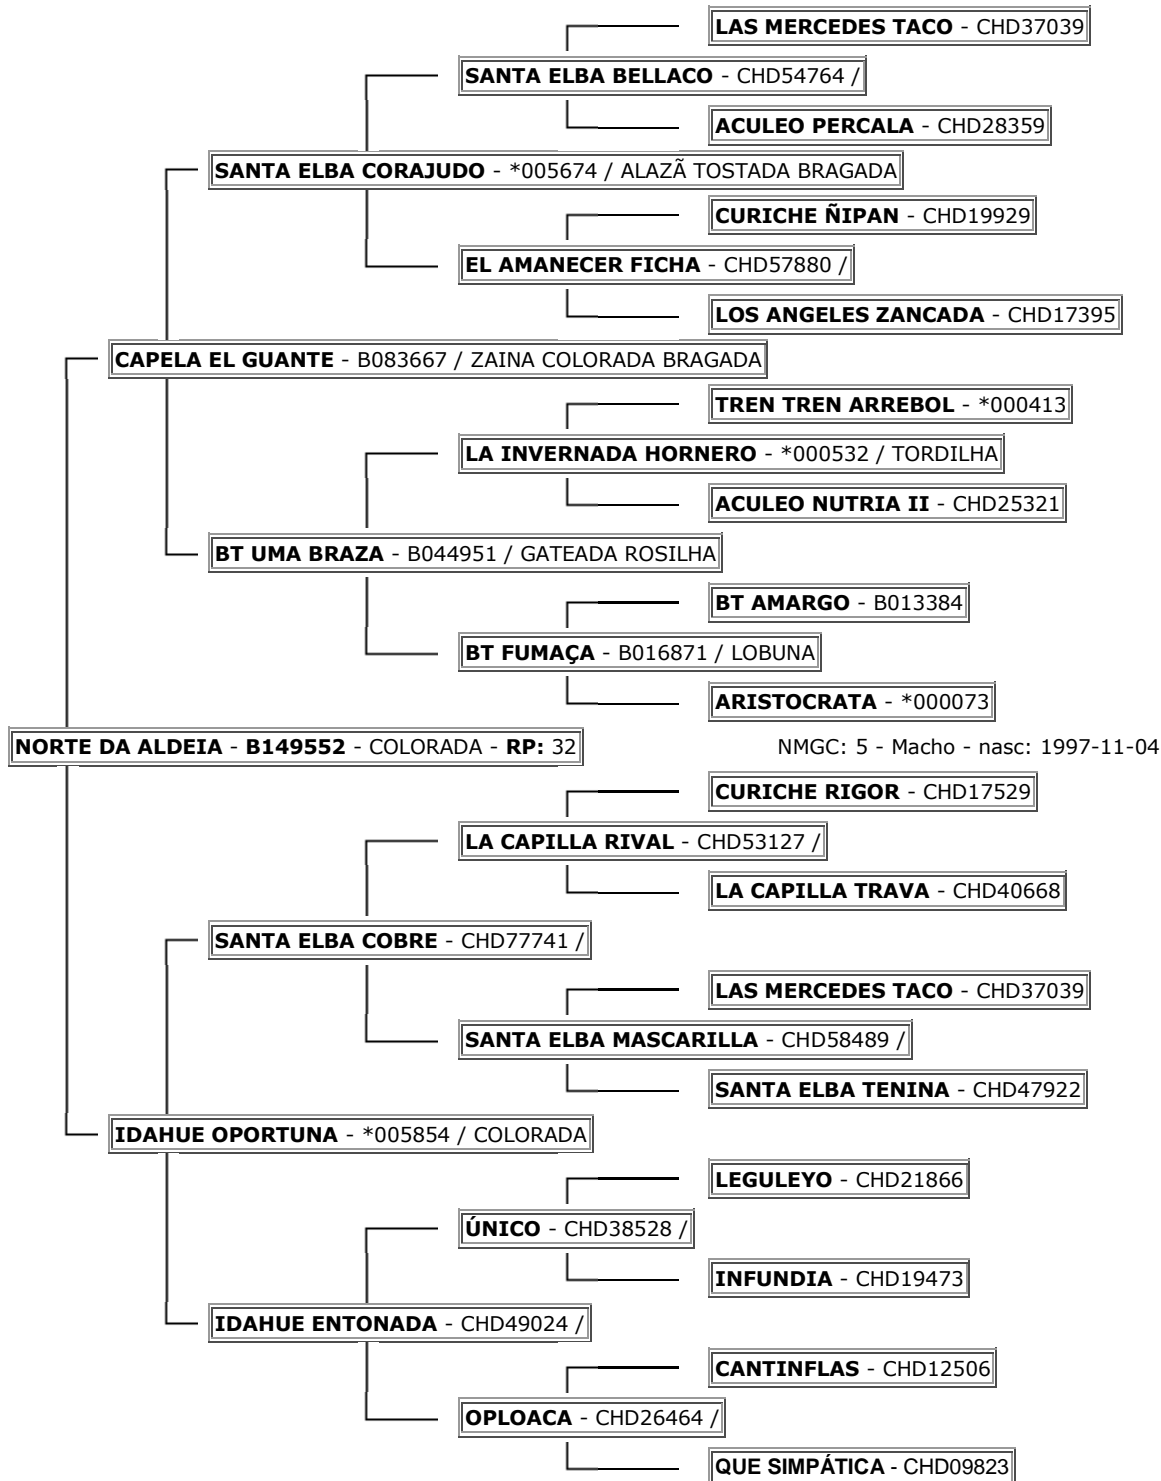 LAS MERCEDES TACO - CHD37039
SANTA ELBA BELLACO - CHD54764 /
ACULEO PERCALA - CHD28359
SANTA ELBA CORAJUDO - *005674 / ALAZÃ TOSTADA BRAGADA
CURICHE ÑIPAN - CHD19929
EL AMANECER FICHA - CHD57880 /
LOS ANGELES ZANCADA - CHD17395
CAPELA EL GUANTE - B083667 / ZAINA COLORADA BRAGADA
TREN TREN ARREBOL - *000413
LA INVERNADA HORNERO - *000532 / TORDILHA
ACULEO NUTRIA II - CHD25321
BT UMA BRAZA - B044951 / GATEADA ROSILHA
BT AMARGO - B013384
BT FUMAÇA - B016871 / LOBUNA
ARISTOCRATA - *000073
NORTE DA ALDEIA - B149552 - COLORADA - RP: 32 NMGC: 5 - Macho - nasc: 1997-11-04
CURICHE RIGOR - CHD17529
LA CAPILLA RIVAL - CHD53127 /
LA CAPILLA TRAVA - CHD40668
SANTA ELBA COBRE - CHD77741 /
LAS MERCEDES TACO - CHD37039
SANTA ELBA MASCARILLA - CHD58489 /
SANTA ELBA TENINA - CHD47922
IDAHUE OPORTUNA - *005854 / COLORADA
LEGULEYO - CHD21866
ÚNICO - CHD38528 /
INFUNDIA - CHD19473
IDAHUE ENTONADA - CHD49024 /
CANTINFLAS - CHD12506
OPLOACA - CHD26464 /
QUE SIMPÁTICA - CHD09823